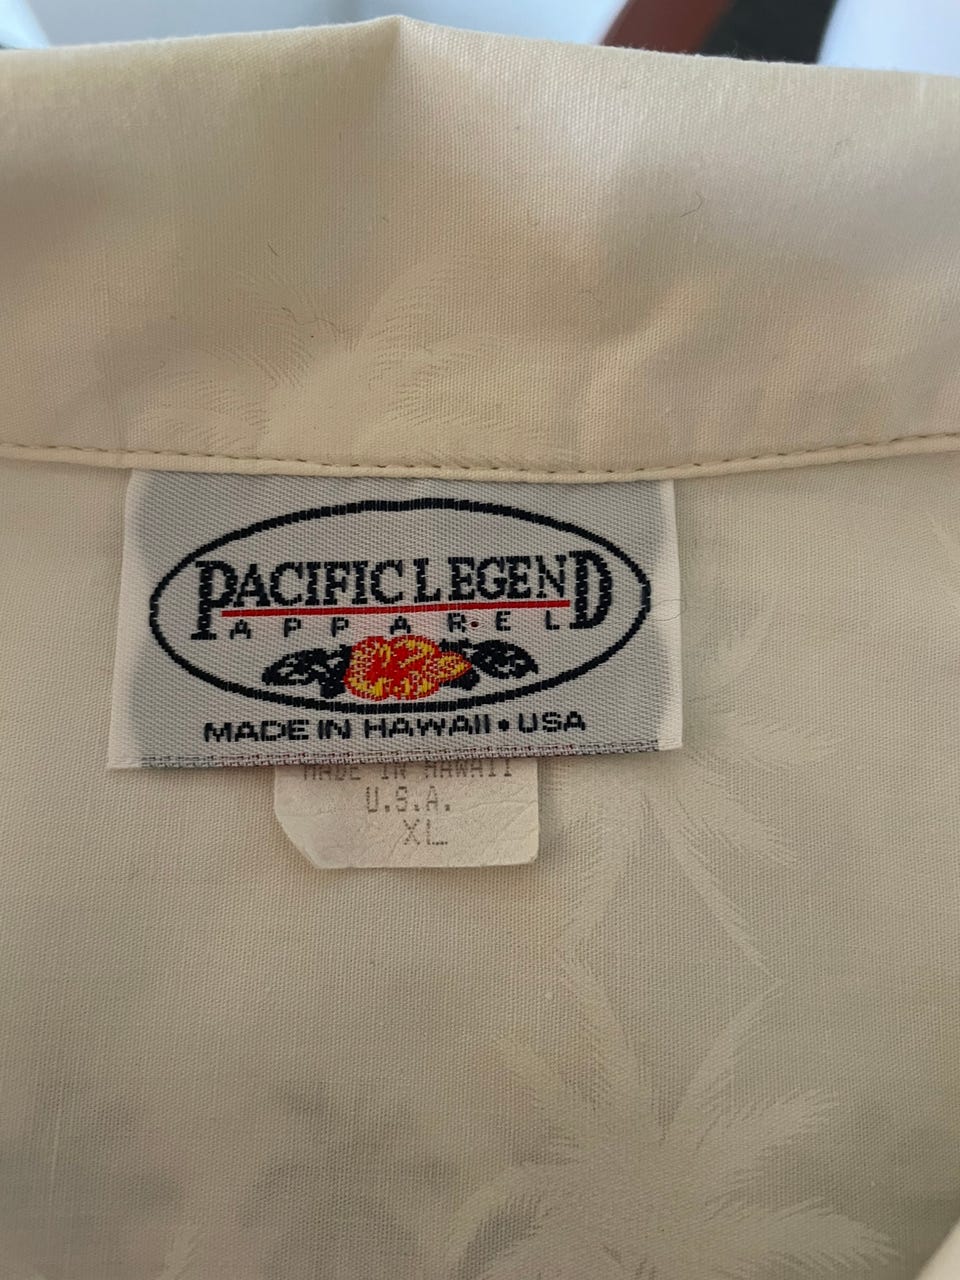 PACIFIC LEGEND
APPAREL
MADE IN HAWAII • USA
MADE IN HAWAII
U.S.A.
XL